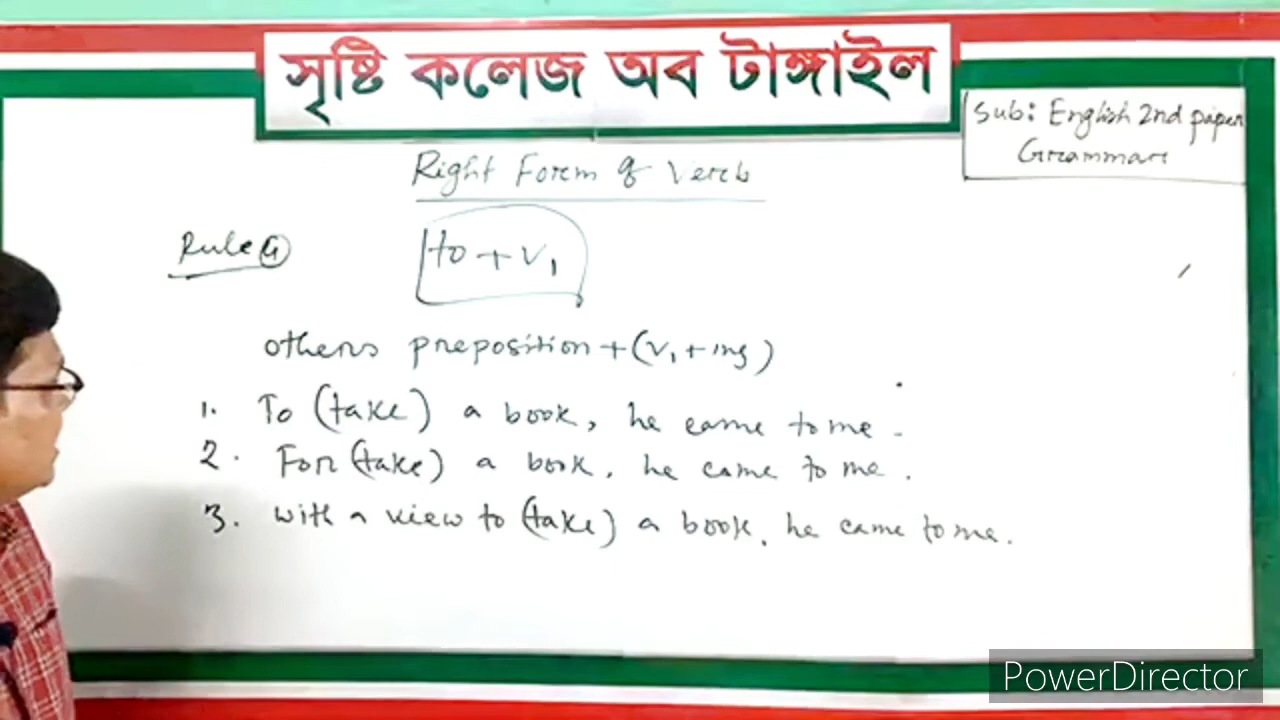 সৃষ্টি কলেজ অব টাঙ্গাইল
Sub: English 2nd paper
Grammar
Right Form of Verb
Rule 4
to + V1
others preposition + (V1 + ing)
1. To (take) a book, he came to me.
2. For (take) a book, he came to me.
3. With a view to (take) a book, he came to me.
PowerDirector